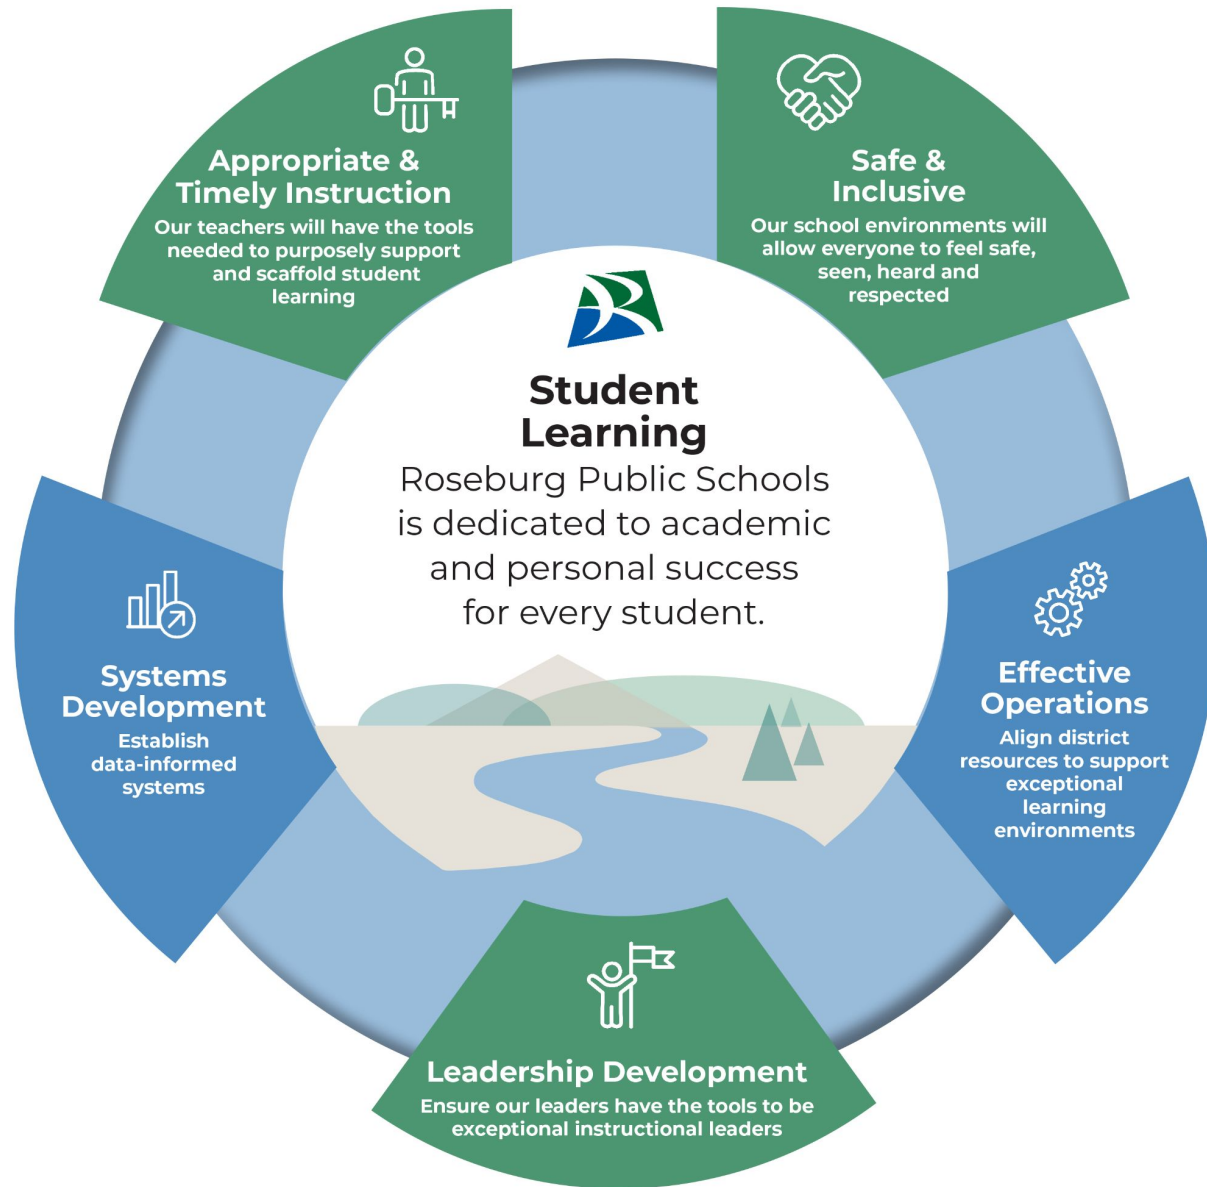 Appropriate &
Timely Instruction
Our teachers will have the tools
needed to purposely support
and scaffold student
learning
Safe &
Inclusive
Our school environments will
allow everyone to feel safe,
seen, heard and
respected
Student
Learning
Roseburg Public Schools
is dedicated to academic
and personal success
for every student.
Systems
Development
Establish
data-informed
systems
Effective
Operations
Align district
resources to support
exceptional
learning
environments
Leadership Development
Ensure our leaders have the tools to be
exceptional instructional leaders